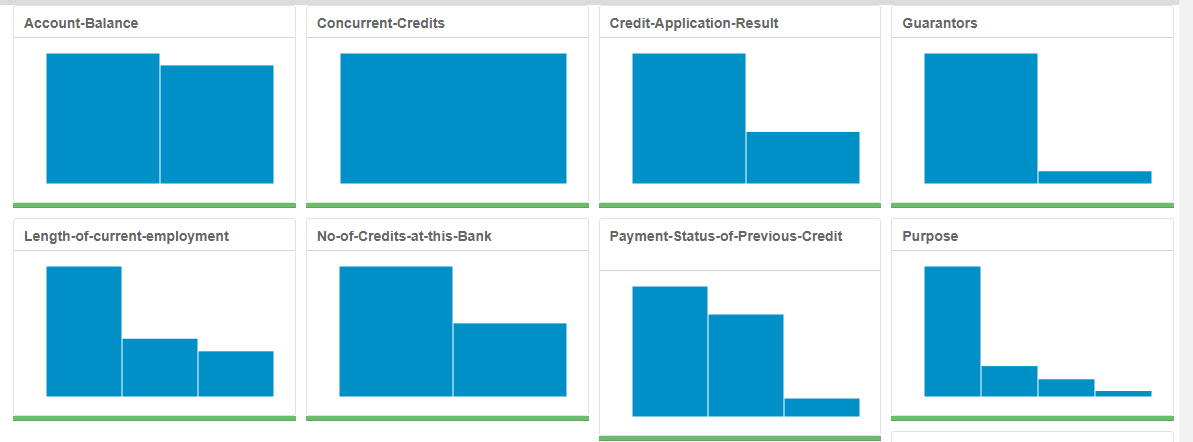 Account-Balance
Concurrent-Credits
Credit-Application-Result
Guarantors
Length-of-current-employment
No-of-Credits-at-this-Bank
Payment-Status-of-Previous-Credit
Purpose